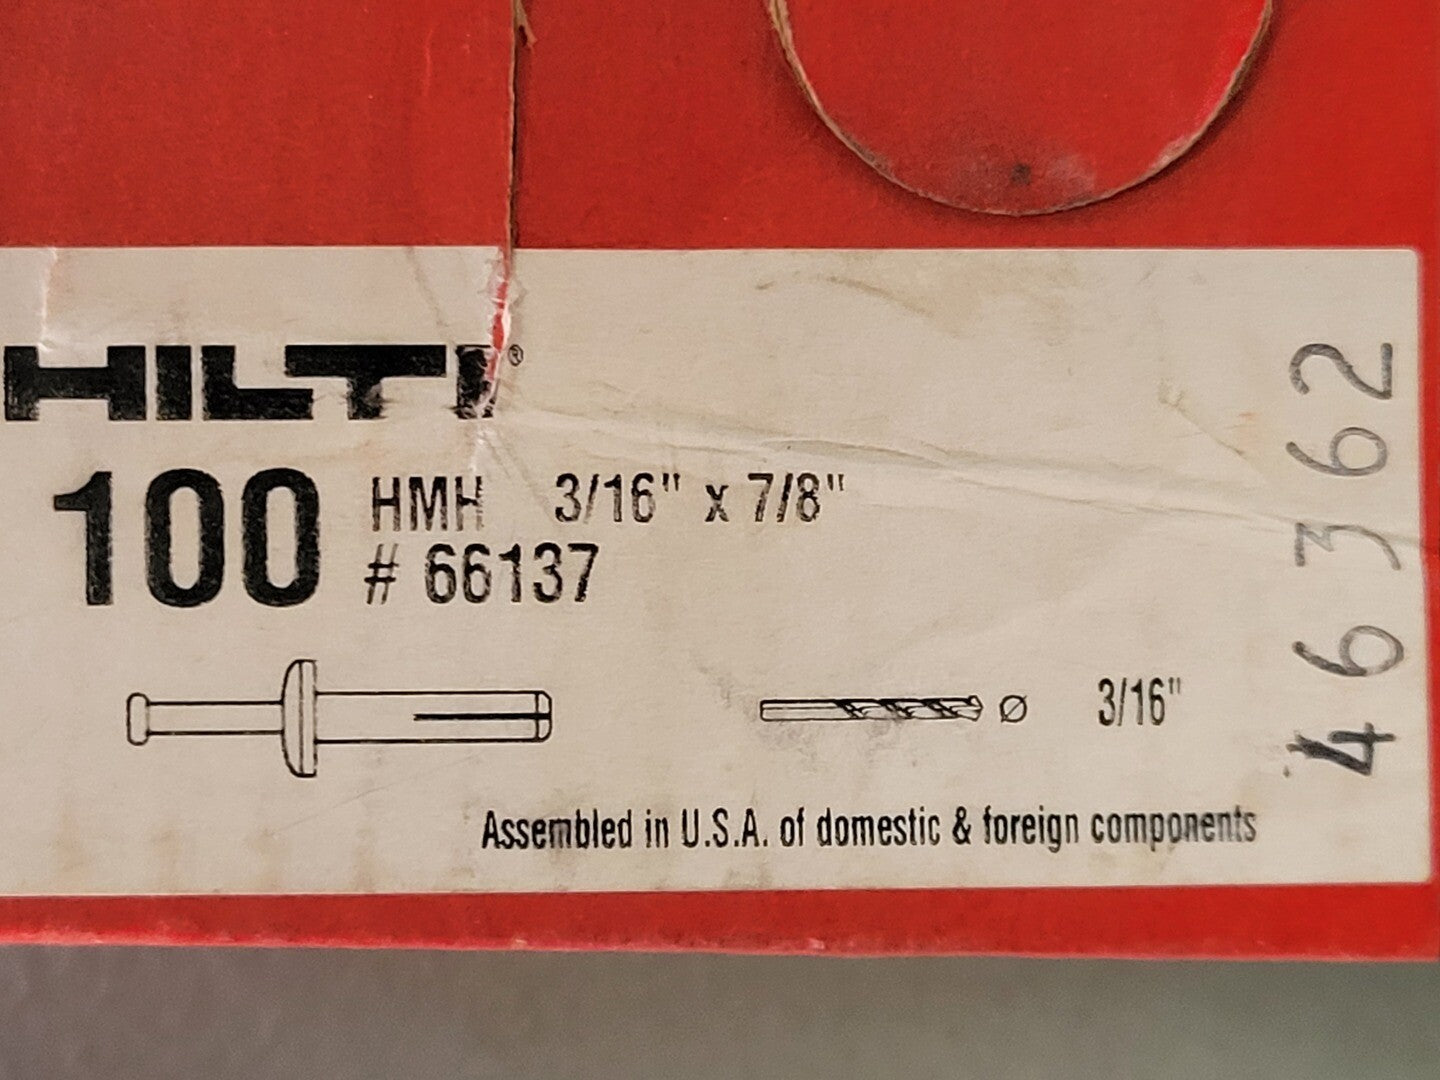 HILTI®
100 HMH 3/16" x 7/8"
# 66137
Ø 3/16"
Assembled in U.S.A. of domestic & foreign components
46362